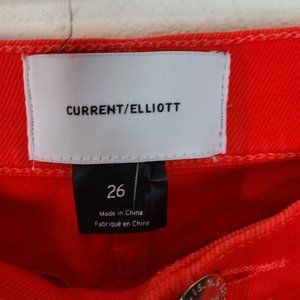 CURRENT/ELLIOTT
26
Made in China
Fabriqué en Chine